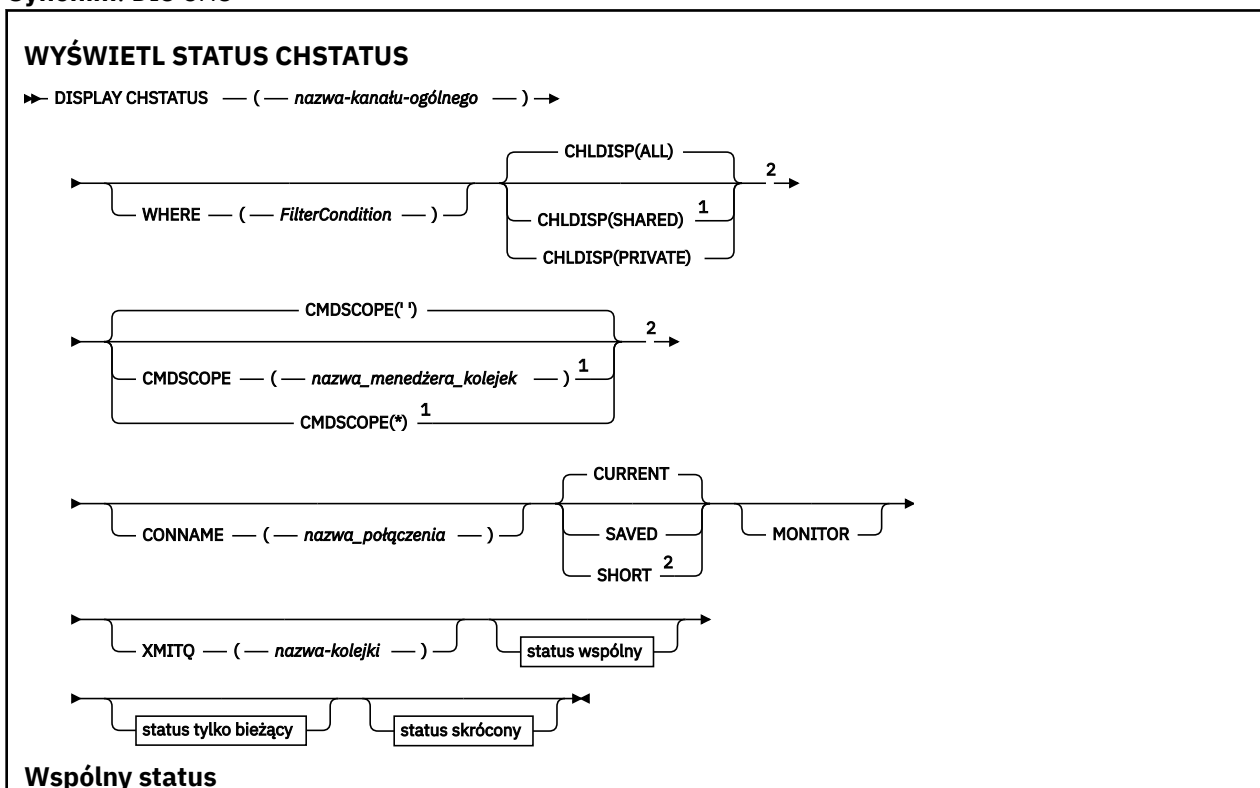 WYŚWIETL STATUS CHSTATUS
DISPLAY CHSTATUS ( nazwa-kanału-ogólnego )
CHLDISP(ALL)
2
WHERE ( FilterCondition )
CHLDISP(SHARED) 1
CHLDISP(PRIVATE)
CMDSCOPE(' ')
2
CMDSCOPE ( nazwa_menedżera_kolejek ) 1
CMDSCOPE(*) 1
CURRENT
CONNAME ( nazwa_połączenia )
SAVED
MONITOR
SHORT 2
XMITQ ( nazwa-kolejki )
status wspólny
status tylko bieżący
status skrócony
Wspólny status